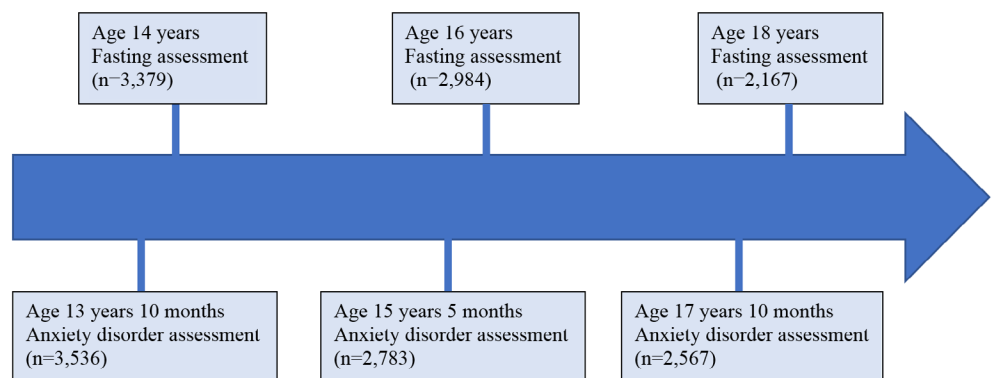 Age 14 years
Fasting assessment
(n−3,379)
Age 16 years
Fasting assessment
(n−2,984)
Age 18 years
Fasting assessment
(n−2,167)
Age 13 years 10 months
Anxiety disorder assessment
(n=3,536)
Age 15 years 5 months
Anxiety disorder assessment
(n=2,783)
Age 17 years 10 months
Anxiety disorder assessment
(n=2,567)